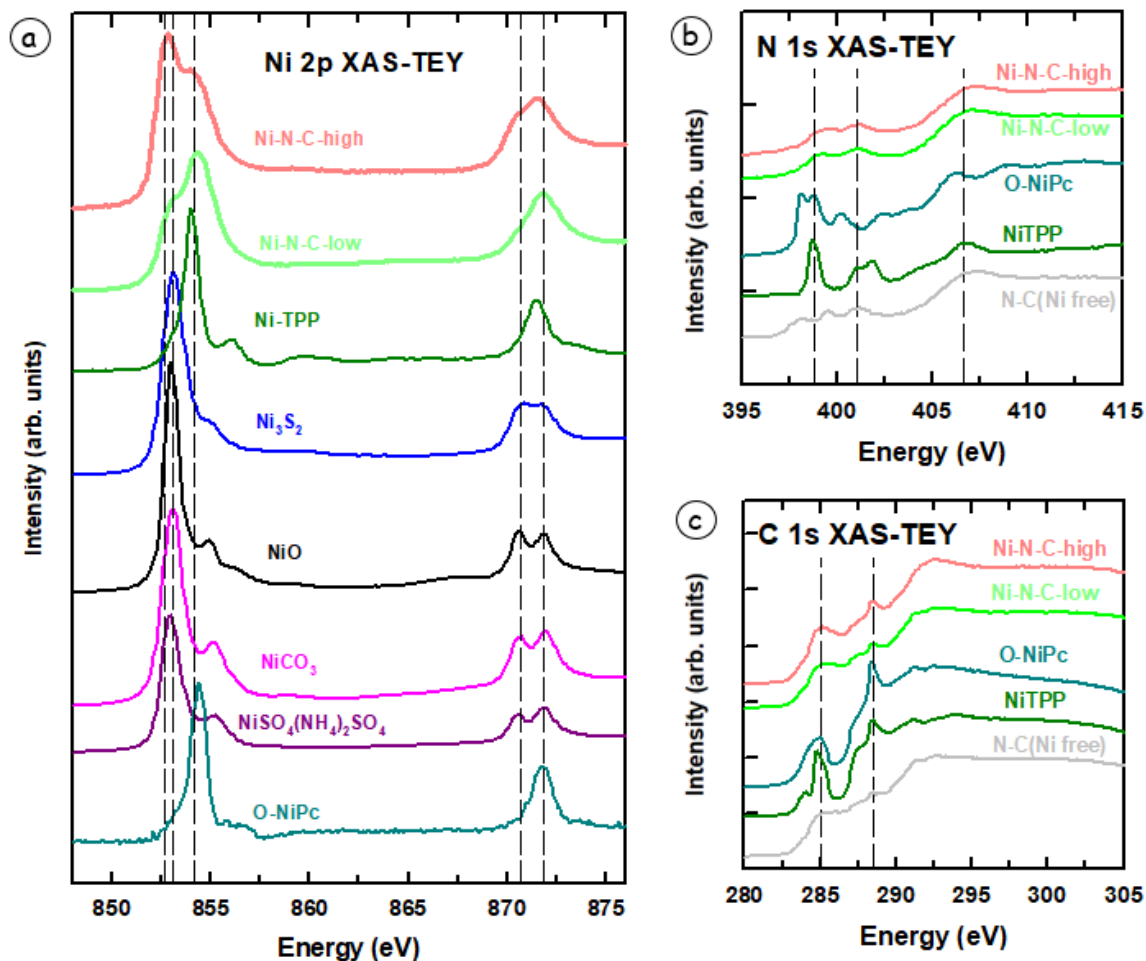 a
Ni 2p XAS-TEY
Ni-N-C-high
Ni-N-C-low
Ni-TPP
Ni₃S₂
NiO
NiCO₃
NiSO₄(NH₄)₂SO₄
O-NiPc
Intensity (arb. units)
850 855 860 865 870 875
Energy (eV)
b
N 1s XAS-TEY
Ni-N-C-high
Ni-N-C-low
O-NiPc
NiTPP
N-C(Ni free)
Intensity (arb. units)
395 400 405 410 415
Energy (eV)
c
C 1s XAS-TEY
Ni-N-C-high
Ni-N-C-low
O-NiPc
NiTPP
N-C(Ni free)
Intensity (arb. units)
280 285 290 295 300 305
Energy (eV)